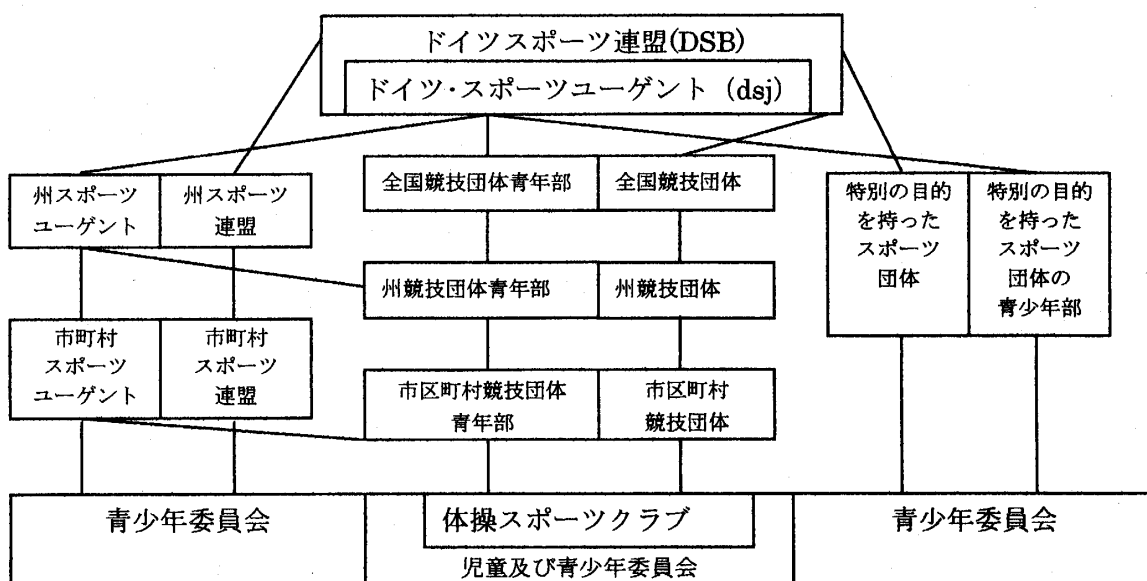 ドイツスポーツ連盟(DSB)
ドイツ・スポーツユーゲント (dsj)
州スポーツ
ユーゲント
州スポーツ
連盟
全国競技団体青年部
全国競技団体
特別の目的
を持った
スポーツ
団体
特別の目的
を持った
スポーツ
団体の
青少年部
州競技団体青年部
州競技団体
市町村
スポーツ
ユーゲント
市町村
スポーツ
連盟
市区町村競技団体
青年部
市区町村
競技団体
青少年委員会
体操スポーツクラブ
児童及び青少年委員会
青少年委員会